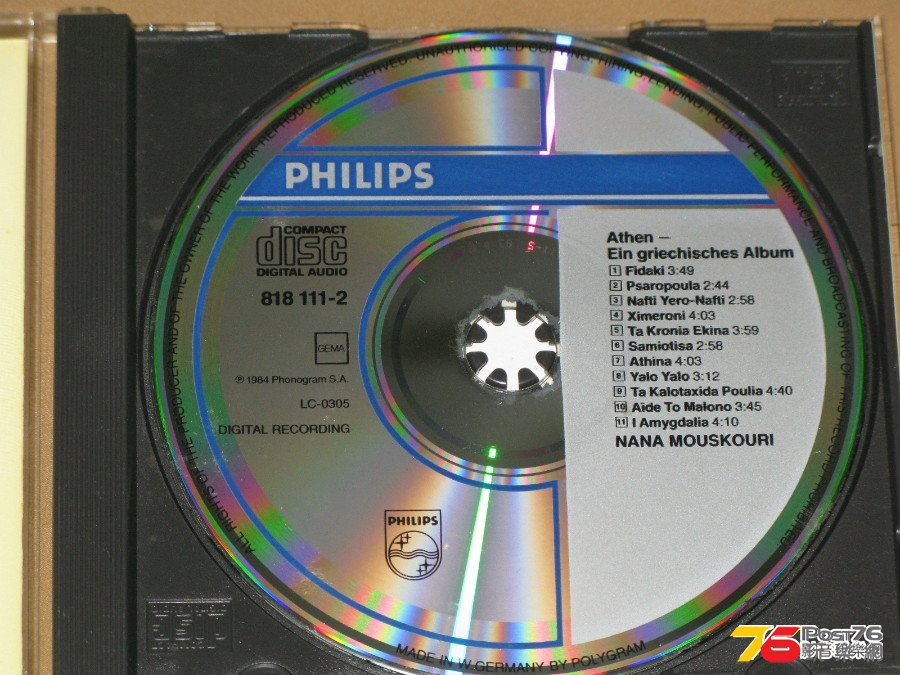 ALL RIGHTS OF THE PRODUCER AND OF THE OWNER OF THE WORK REPRODUCED RESERVED. UNAUTHORISED COPYING, HIRING, LENDING, PUBLIC PERFORMANCE AND BROADCASTING OF THIS RECORD PROHIBITED
PHILIPS
COMPACT
disc
DIGITAL AUDIO
818 111-2
GEMA
℗ 1984 Phonogram S.A.
LC-0305
DIGITAL RECORDING
PHILIPS
Athen –
Ein griechisches Album
1 Fidaki 3:49
2 Psaropoula 2:44
3 Nafti Yero-Nafti 2:58
4 Ximeroni 4:03
5 Ta Kronia Ekina 3:59
6 Samiotisa 2:58
7 Athina 4:03
8 Yalo Yalo 3:12
9 Ta Kalotaxida Poulia 4:40
10 Aide To Malono 3:45
11 I Amygdalia 4:10
NANA MOUSKOURI
MADE IN W. GERMANY BY POLYGRAM
76 Post76
影音娛樂網